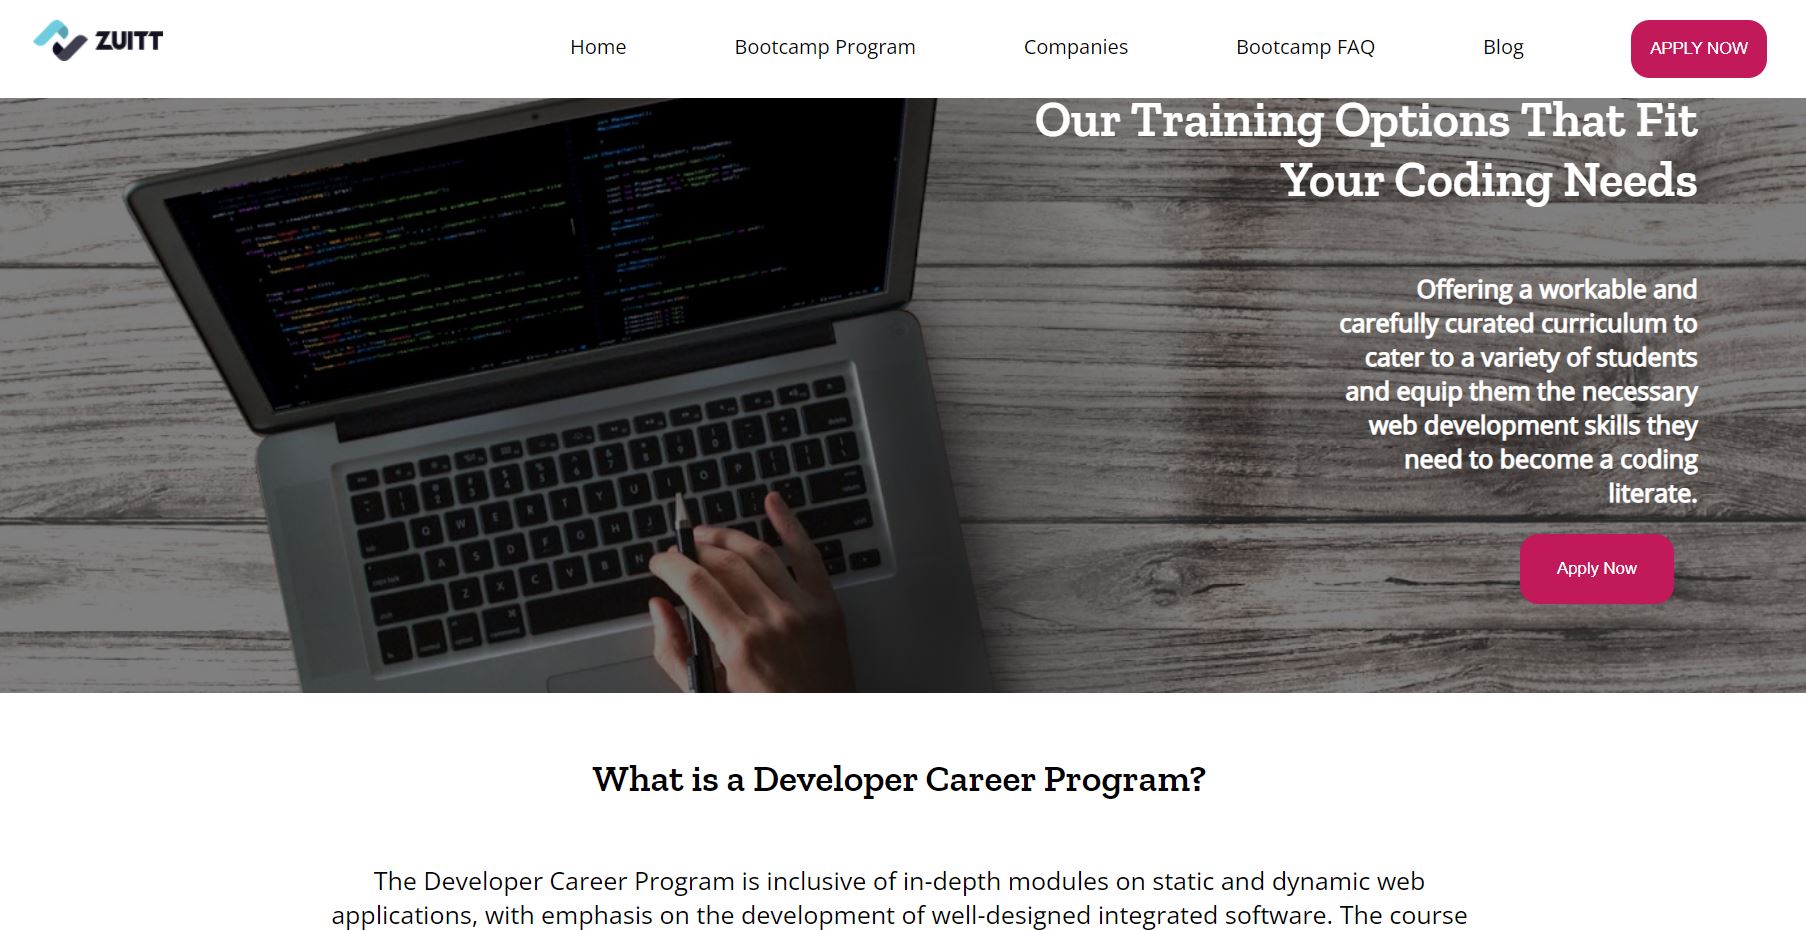 ZUITT
Home
Bootcamp Program
Companies
Bootcamp FAQ
Blog
APPLY NOW
Our Training Options That Fit
Your Coding Needs
Offering a workable and
carefully curated curriculum to
cater to a variety of students
and equip them the necessary
web development skills they
need to become a coding
literate.
Apply Now
What is a Developer Career Program?
The Developer Career Program is inclusive of in-depth modules on static and dynamic web
applications, with emphasis on the development of well-designed integrated software. The course